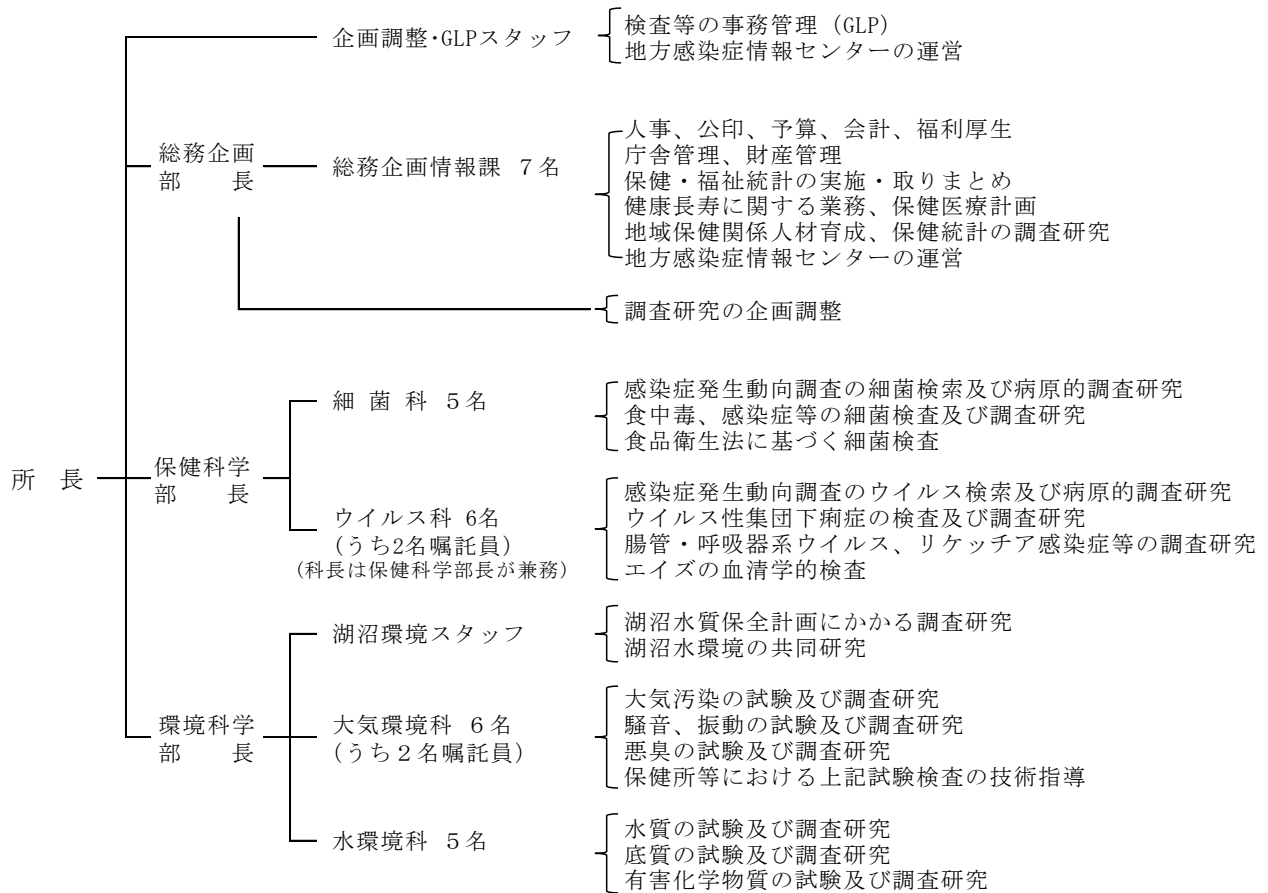 企画調整・GLPスタッフ
検査等の事務管理（GLP）
地方感染症情報センターの運営
総務企画
部　　長
総務企画情報課 ７名
人事、公印、予算、会計、福利厚生
庁舎管理、財産管理
保健・福祉統計の実施・取りまとめ
健康長寿に関する業務、保健医療計画
地域保健関係人材育成、保健統計の調査研究
地方感染症情報センターの運営
調査研究の企画調整
所　長
保健科学
部　　長
細 菌 科 ５名
感染症発生動向調査の細菌検索及び病原的調査研究
食中毒、感染症等の細菌検査及び調査研究
食品衛生法に基づく細菌検査
ウイルス科 6名
(うち2名嘱託員)
(科長は保健科学部長が兼務)
感染症発生動向調査のウイルス検索及び病原的調査研究
ウイルス性集団下痢症の検査及び調査研究
腸管・呼吸器系ウイルス、リケッチア感染症等の調査研究
エイズの血清学的検査
環境科学
部　　長
湖沼環境スタッフ
湖沼水質保全計画にかかる調査研究
湖沼水環境の共同研究
大気環境科 ６名
(うち２名嘱託員)
大気汚染の試験及び調査研究
騒音、振動の試験及び調査研究
悪臭の試験及び調査研究
保健所等における上記試験検査の技術指導
水環境科 ５名
水質の試験及び調査研究
底質の試験及び調査研究
有害化学物質の試験及び調査研究